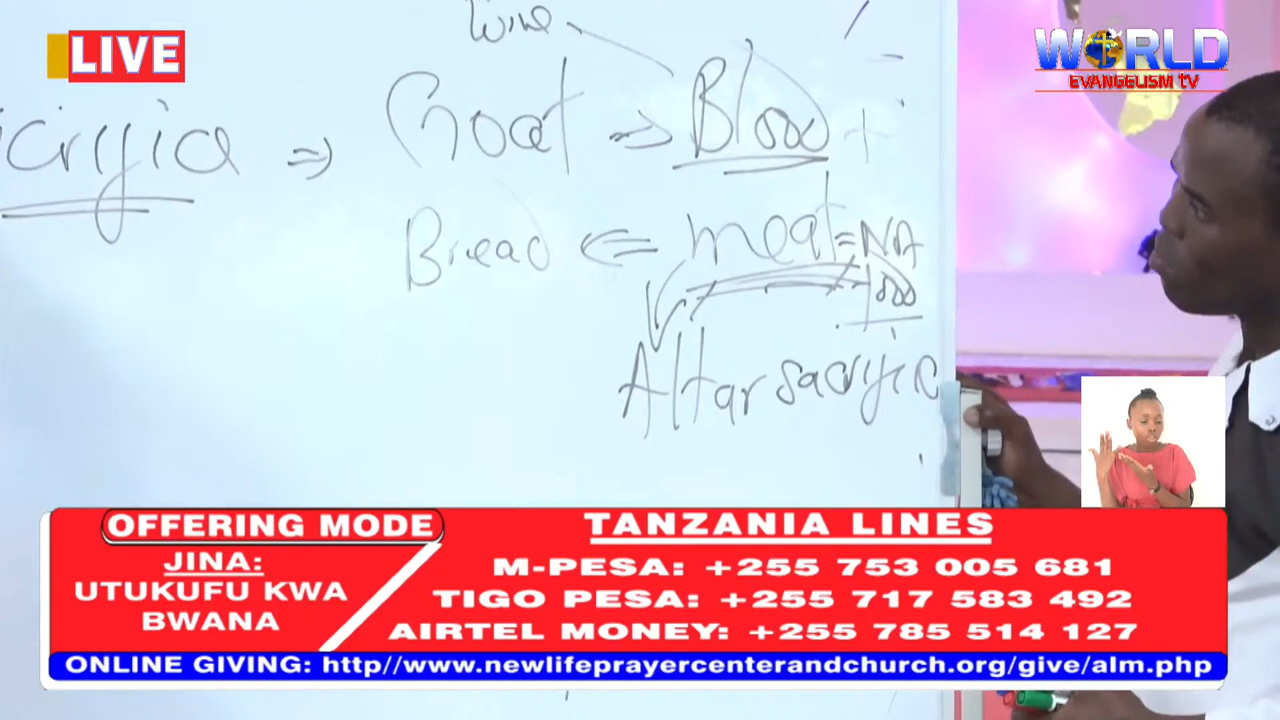 LIVE
WORLD
EVANGELISM TV
Wine
Goat ⇒ Blood +
Bread ⇐ meat = NA
Altar sacrific
OFFERING MODE
JINA:
UTUKUFU KWA
BWANA
TANZANIA LINES
M-PESA: +255 753 005 681
TIGO PESA: +255 717 583 492
AIRTEL MONEY: +255 785 514 127
ONLINE GIVING: http//www.newlifeprayercenterandchurch.org/give/alm.php